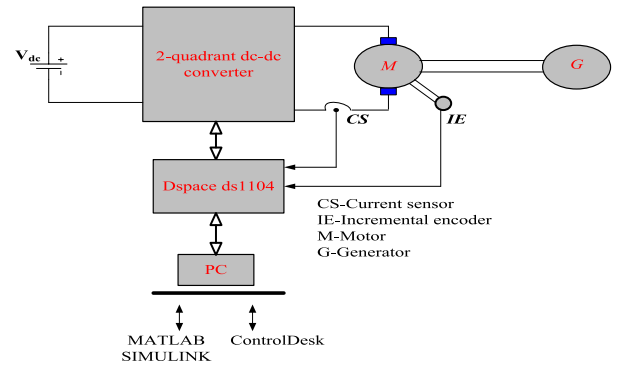 V_dc
+
-
2-quadrant dc-dc
converter
M
G
CS
IE
Dspace ds1104
CS-Current sensor
IE-Incremental encoder
M-Motor
G-Generator
PC
MATLAB
SIMULINK
ControlDesk